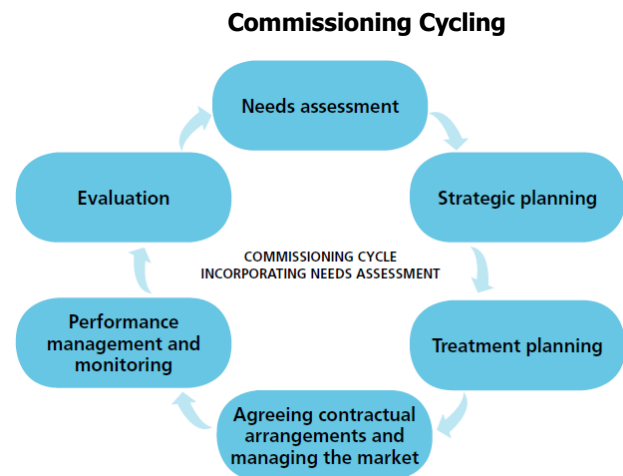 Commissioning Cycling
Needs assessment
Strategic planning
Treatment planning
Agreeing contractual
arrangements and
managing the market
Performance
management and
monitoring
Evaluation
COMMISSIONING CYCLE
INCORPORATING NEEDS ASSESSMENT